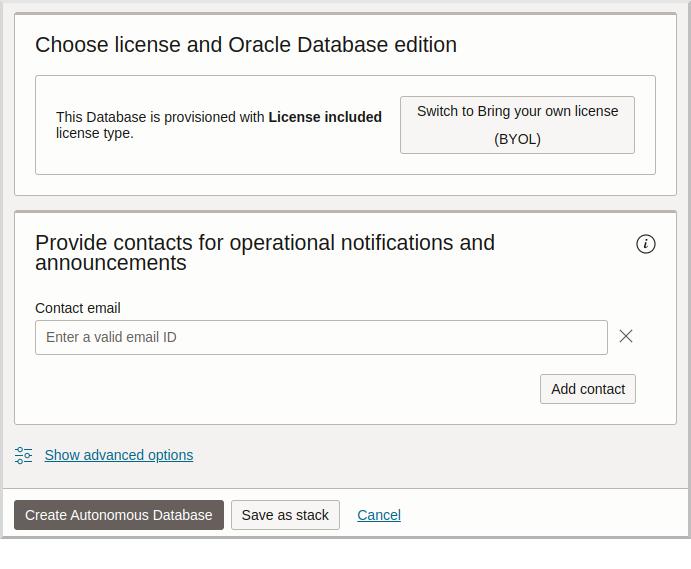 Choose license and Oracle Database edition
This Database is provisioned with License included
license type.
Switch to Bring your own license
(BYOL)
Provide contacts for operational notifications and
announcements
i
Contact email
Enter a valid email ID
Add contact
Show advanced options
Create Autonomous Database
Save as stack
Cancel